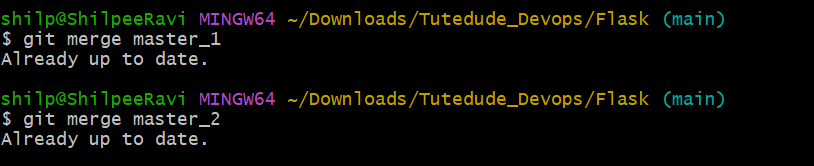 shilp@ShilpeeRavi MINGW64 ~/Downloads/Tutedude_Devops/Flask (main)
$ git merge master_1
Already up to date.
shilp@ShilpeeRavi MINGW64 ~/Downloads/Tutedude_Devops/Flask (main)
$ git merge master_2
Already up to date.